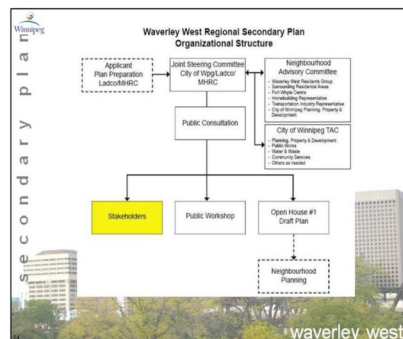 Winnipeg
secondary plan
Waverley West Regional Secondary Plan
Organizational Structure
Applicant
Plan Preparation
Ladco/MHRC
Joint Steering Committee
City of Wpg/Ladco/
MHRC
Neighbourhood
Advisory Committee
- Waverley West Residents Group
- Surrounding Residential Areas
- Fort Whyte Centre
- Homebuilding Representative
- Transportation Industry Representative
- City of Winnipeg Planning, Property &
Development
City of Winnipeg TAC
- Planning, Property & Development
- Public Works
- Water & Waste
- Community Services
- Others as needed
Public Consultation
Stakeholders
Public Workshop
Open House #1
Draft Plan
Neighbourhood
Planning
waverley west